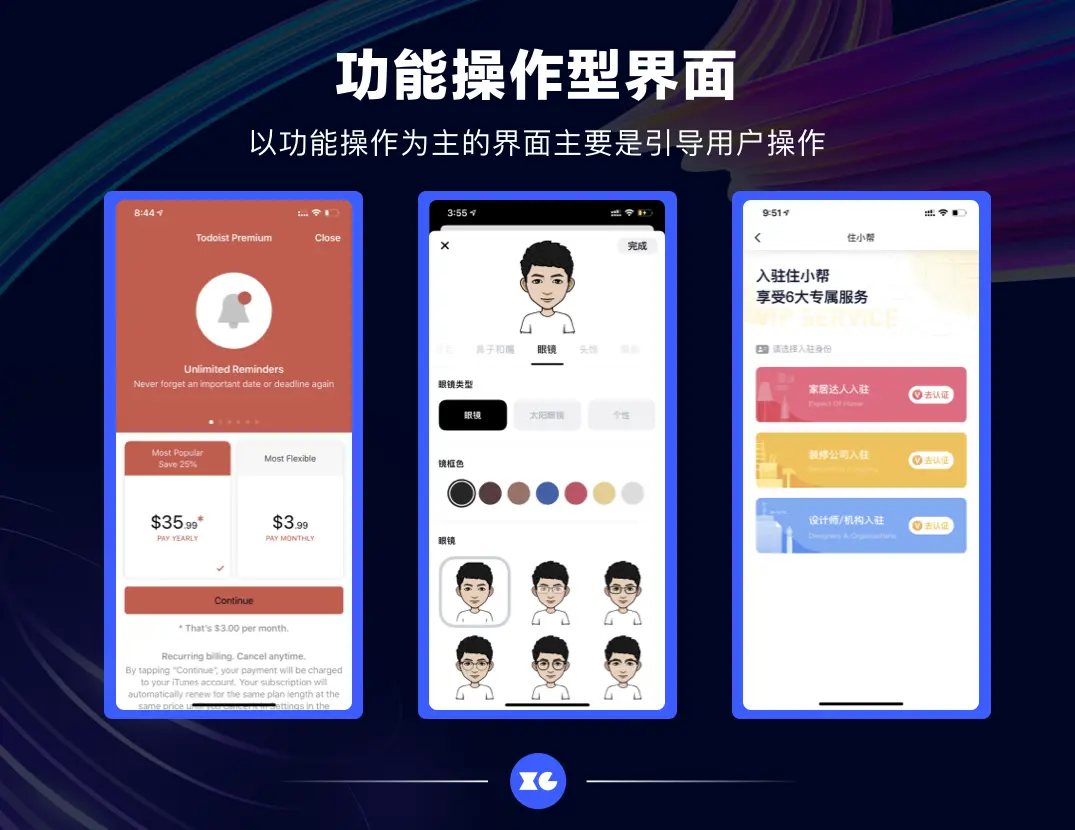 功能操作型界面
以功能操作为主的界面主要是引导用户操作
8:44
Todoist Premium
Close
Unlimited Reminders
Never forget an important date or deadline again
Most Popular
Save 25%
Most Flexible
$35.99*
PAY YEARLY
$3.99
PAY MONTHLY
Continue
* That's $3.00 per month.
Recurring billing. Cancel anytime.
By tapping "Continue", your payment will be charged
to your iTunes account. Your subscription will
automatically renew for the same plan length at the
same price until you cancel it in Settings in the
3:55
完成
鼻子和嘴 眼镜 头饰
眼镜类型
眼镜 太阳眼镜 个性
镜框色
眼镜
9:51
住小帮
入驻住小帮
享受6大专属服务
VIP SERVICE
请选择入驻身份
家居达人入驻
Expert Of Home
去认证
装修公司入驻
去认证
设计师/机构入驻
Designers & Organizations
去认证
XG